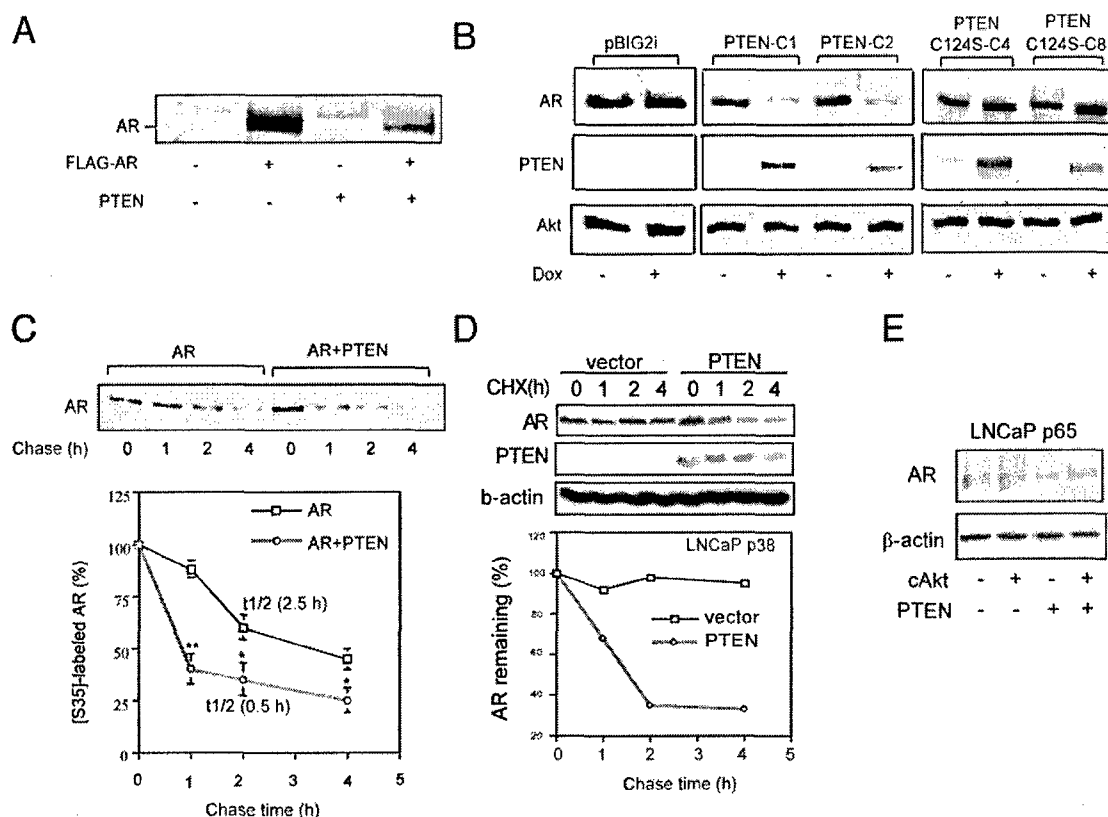 A
AR
FLAG-AR - + - +
PTEN - - + +
B
pBIG2i PTEN-C1 PTEN-C2 PTEN C124S-C4 PTEN C124S-C8
AR
PTEN
Akt
Dox - + - + - + - + - +
C
AR AR+PTEN
AR
Chase (h) 0 1 2 4 0 1 2 4
[S35]-labeled AR (%)
125
100
75
50
25
0
AR
AR+PTEN
t1/2 (2.5 h)
** * *
t1/2 (0.5 h)
0 1 2 3 4 5
Chase time (h)
D
vector PTEN
CHX(h) 0 1 2 4 0 1 2 4
AR
PTEN
b-actin
AR remaining (%)
120
100
80
60
40
20
LNCaP p38
vector
PTEN
0 1 2 3 4 5
Chase time (h)
E
LNCaP p65
AR
β-actin
cAkt - + - +
PTEN - - + +